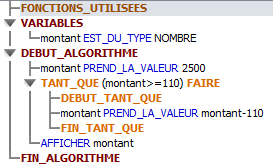 FONCTIONS_UTILISEES
VARIABLES
montant EST_DU_TYPE NOMBRE
DEBUT_ALGORITHME
montant PREND_LA_VALEUR 2500
TANT_QUE (montant>=110) FAIRE
DEBUT_TANT_QUE
montant PREND_LA_VALEUR montant-110
FIN_TANT_QUE
AFFICHER montant
FIN_ALGORITHME